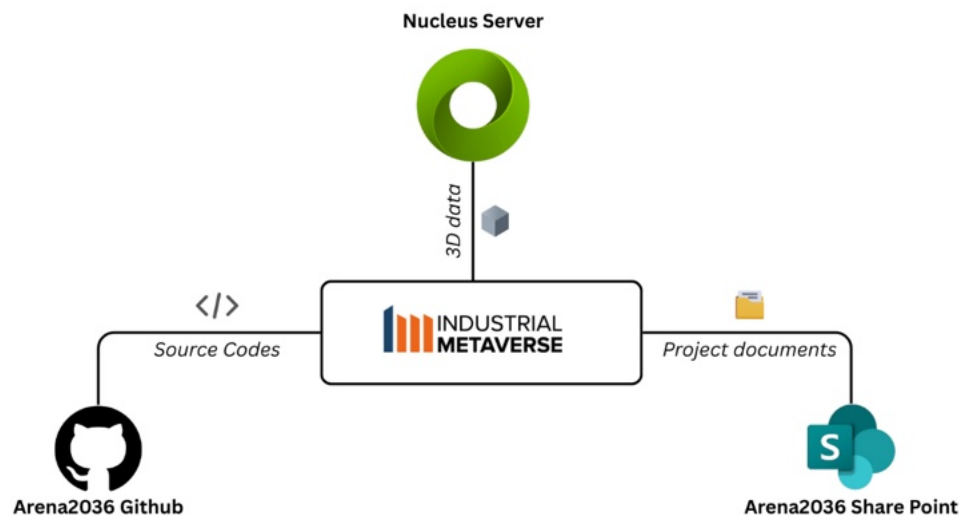 Nucleus Server
3D data
</>
Source Codes
INDUSTRIAL
METAVERSE
Project documents
S
Arena2036 Github
Arena2036 Share Point